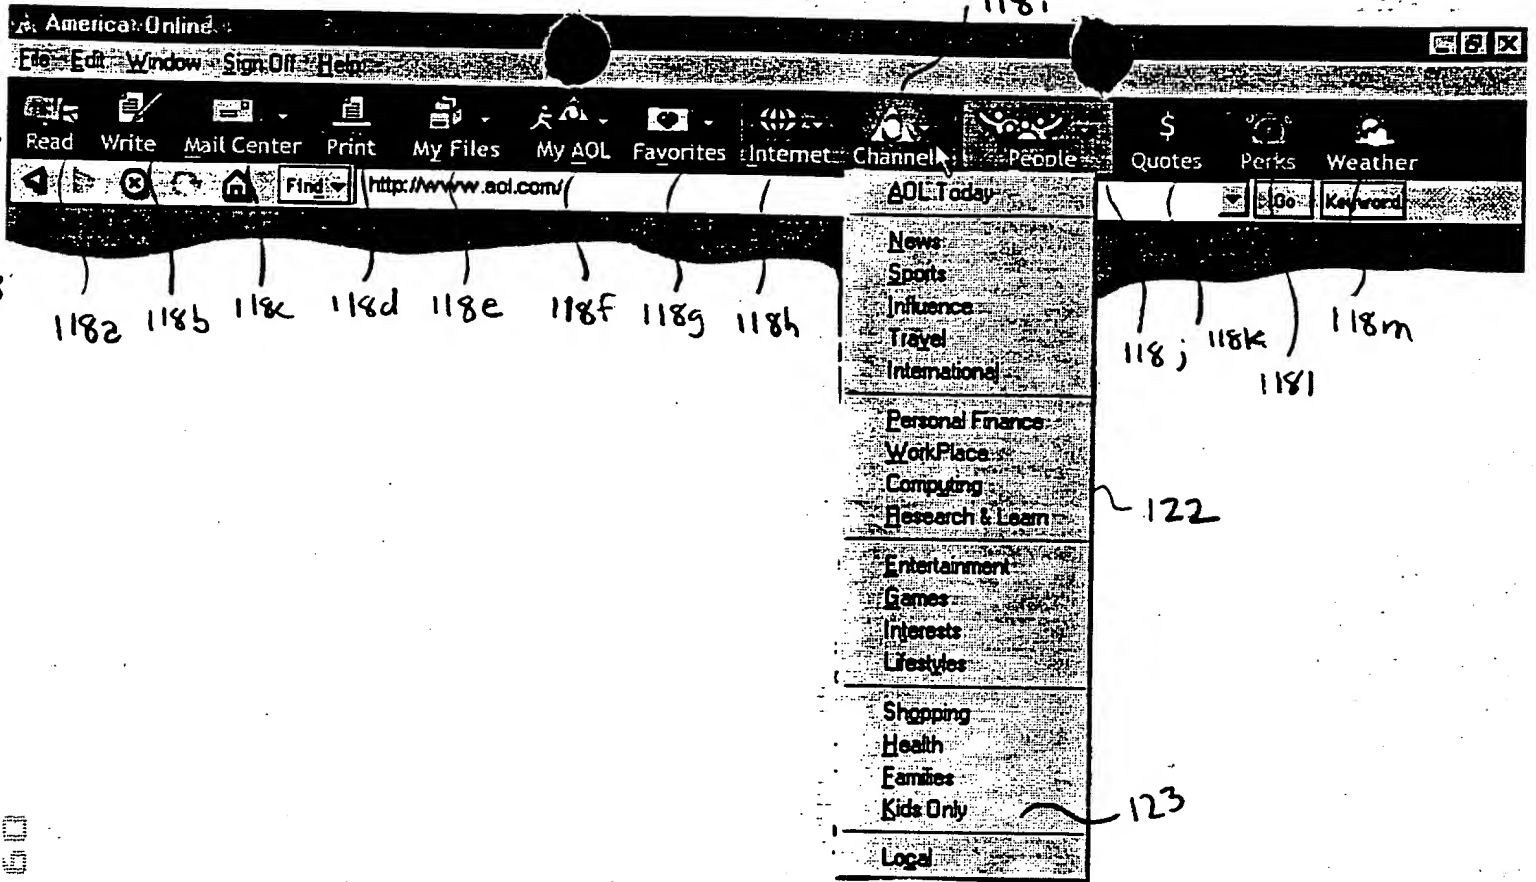 118i
America Online
File Edit Window Sign Off Help
Read Write Mail Center Print My Files My AOL Favorites Internet Channels People $ Quotes Perks Weather
Find http://www.aol.com/ Go Keyword
AOL Today
News
Sports
Influence
Travel
International
118a 118b 118c 118d 118e 118f 118g 118h 118j 118k 118l 118m
Personal Finance
WorkPlace
Computing
Research & Learn
122
Entertainment
Games
Interests
Lifestyles
Shopping
Health
Families
Kids Only
123
Local